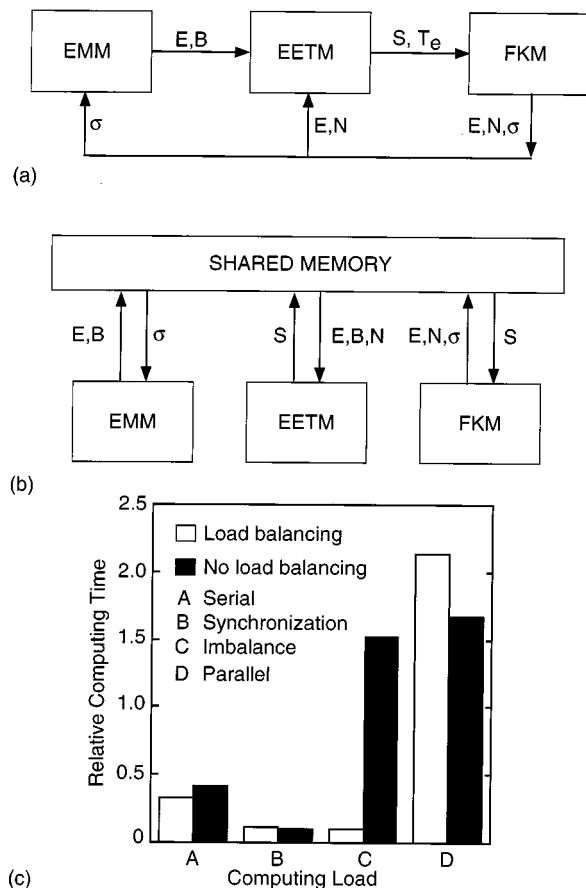 EMM
E,B
EETM
S, Te
FKM
σ
E,N
E,N,σ
(a)
SHARED MEMORY
E,B
σ
S
E,B,N
E,N,σ
S
EMM
EETM
FKM
(b)
2.5
2.0
1.5
1.0
0.5
0
Relative Computing Time
Load balancing
No load balancing
A Serial
B Synchronization
C Imbalance
D Parallel
A
B
C
D
Computing Load
(c)